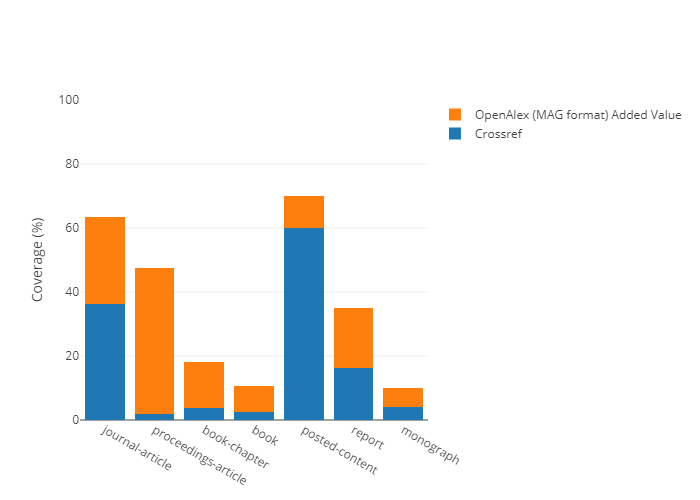 100
80
60
40
20
0
Coverage (%)
OpenAlex (MAG format) Added Value
Crossref
journal-article
proceedings-article
book-chapter
book
posted-content
report
monograph